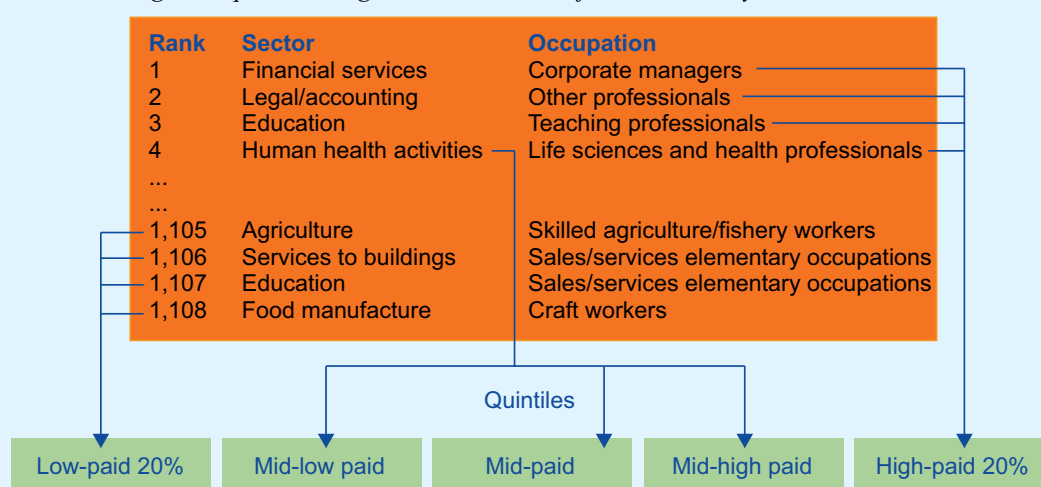 Rank Sector Occupation
1 Financial services Corporate managers
2 Legal/accounting Other professionals
3 Education Teaching professionals
4 Human health activities Life sciences and health professionals
...
...
1,105 Agriculture Skilled agriculture/fishery workers
1,106 Services to buildings Sales/services elementary occupations
1,107 Education Sales/services elementary occupations
1,108 Food manufacture Craft workers
Quintiles
Low-paid 20% Mid-low paid Mid-paid Mid-high paid High-paid 20%